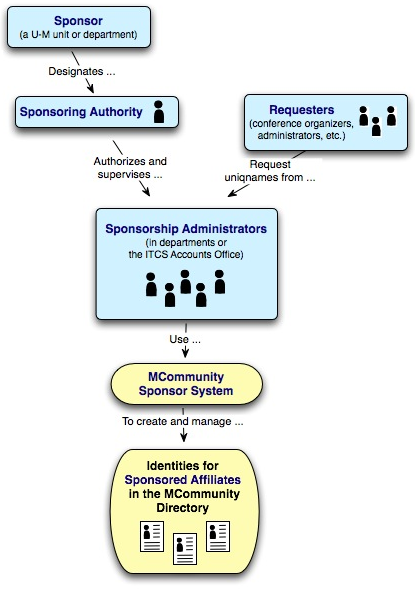 Sponsor
(a U-M unit or department)
Designates ...
Sponsoring Authority
Requesters
(conference organizers,
administrators, etc.)
Authorizes and
supervises ...
Request
uniqnames from ...
Sponsorship Administrators
(in departments or
the ITCS Accounts Office)
Use ...
MCommunity
Sponsor System
To create and manage ...
Identities for
Sponsored Affiliates
in the MCommunity
Directory